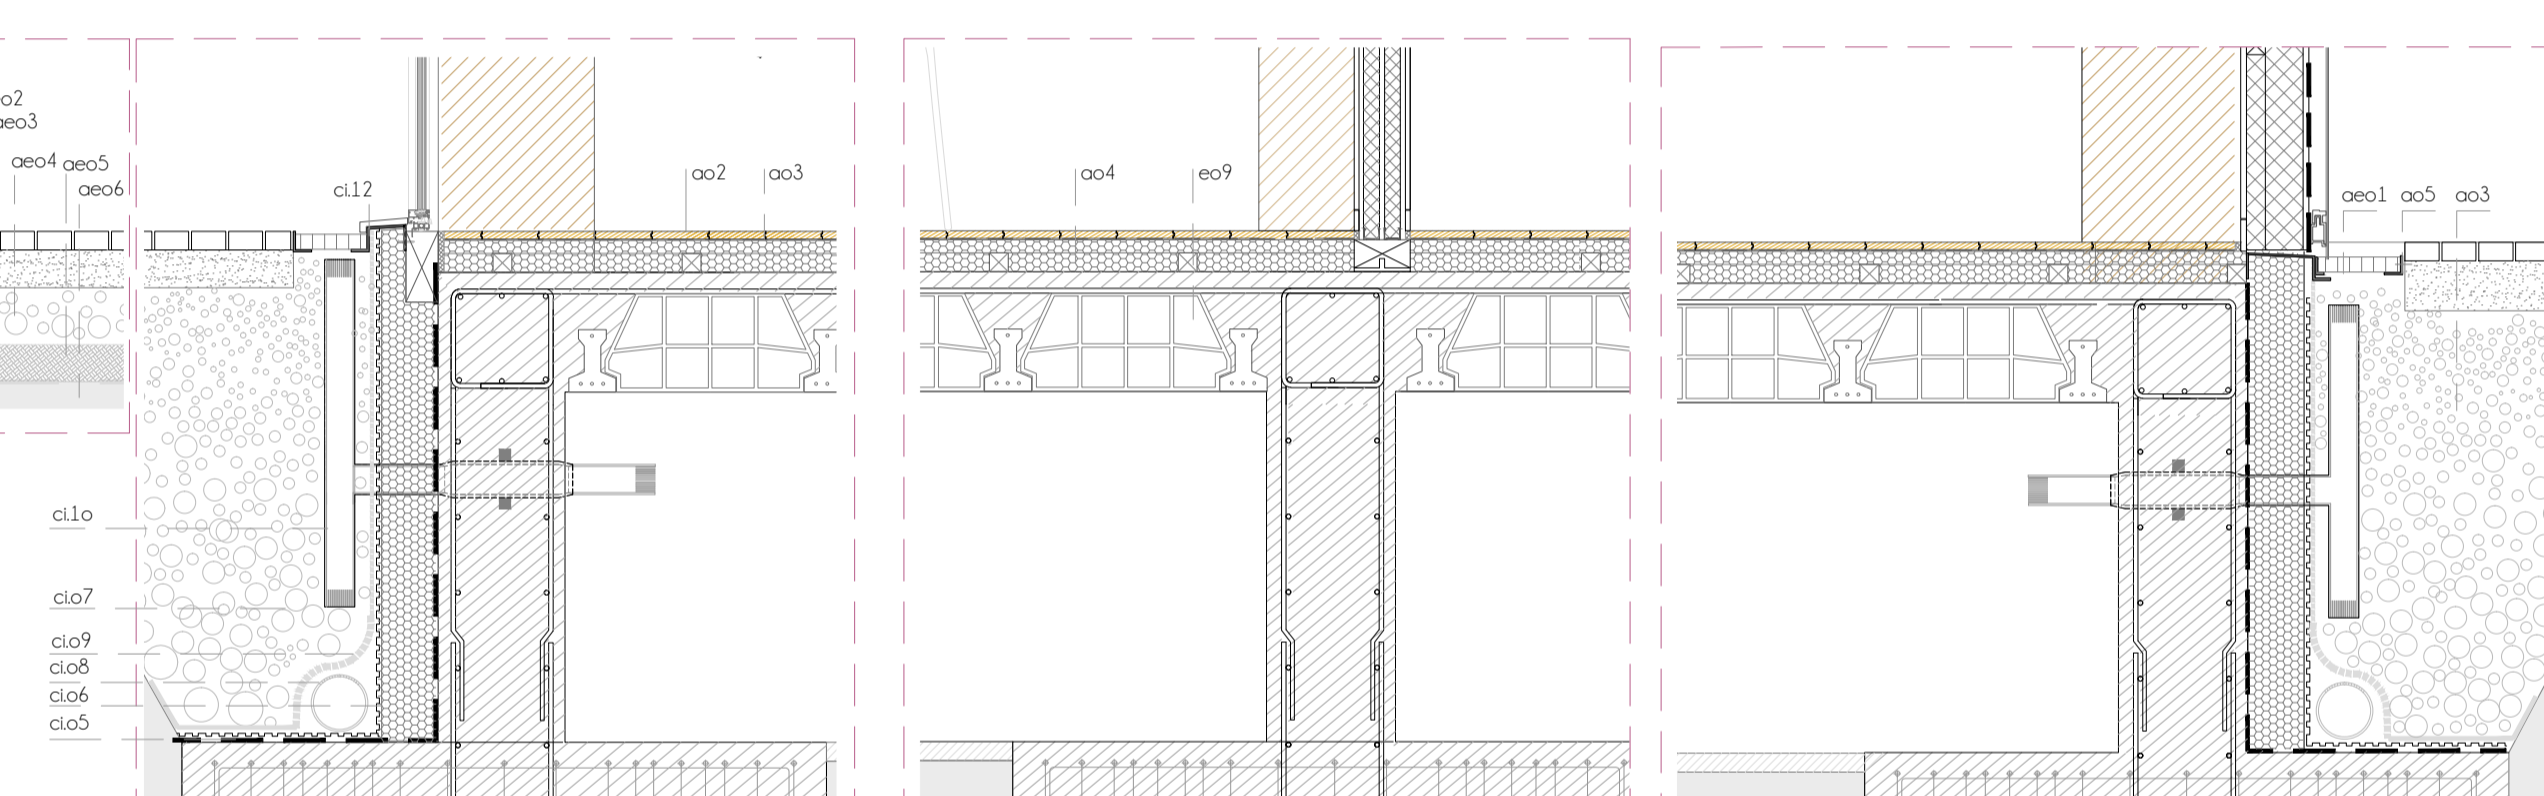 o2
aeo3
aeo4 aeo5
aeo6
ci.12
ao2 ao3
ci.1o
ci.o7
ci.o9
ci.o8
ci.o6
ci.o5
ao4 eo9
aeo1 ao5 ao3